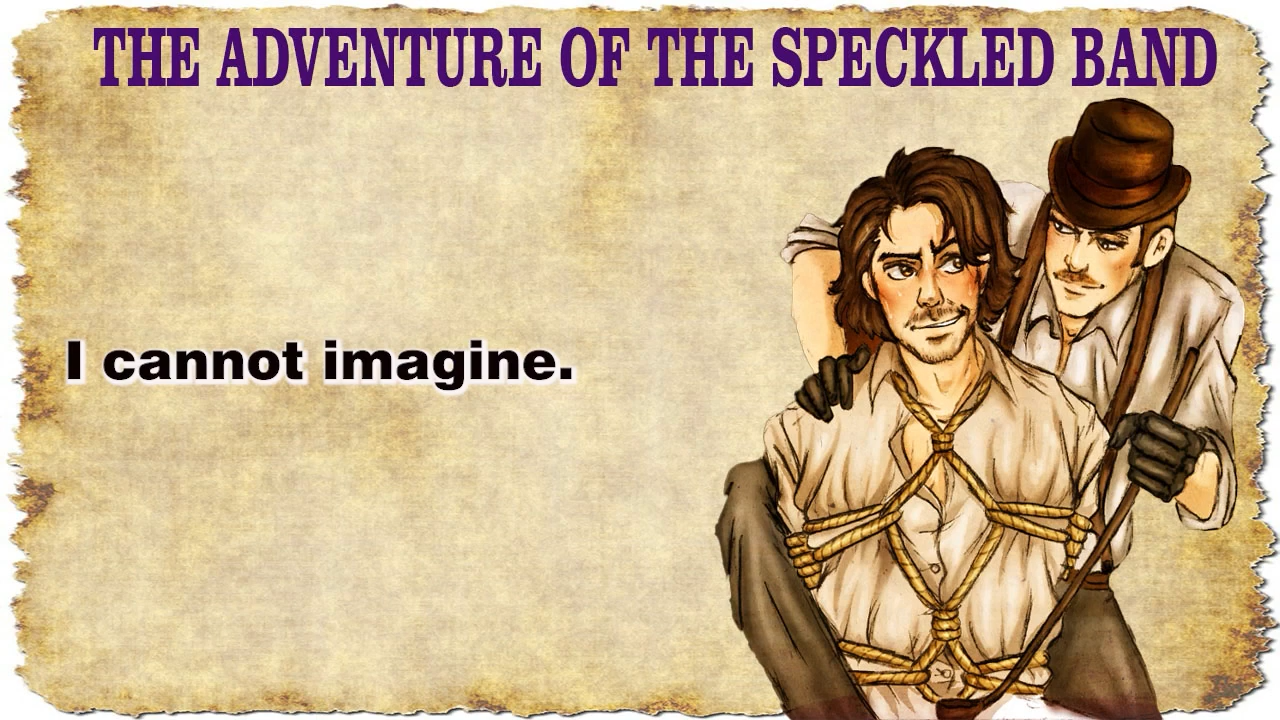 THE ADVENTURE OF THE SPECKLED BAND
I cannot imagine.